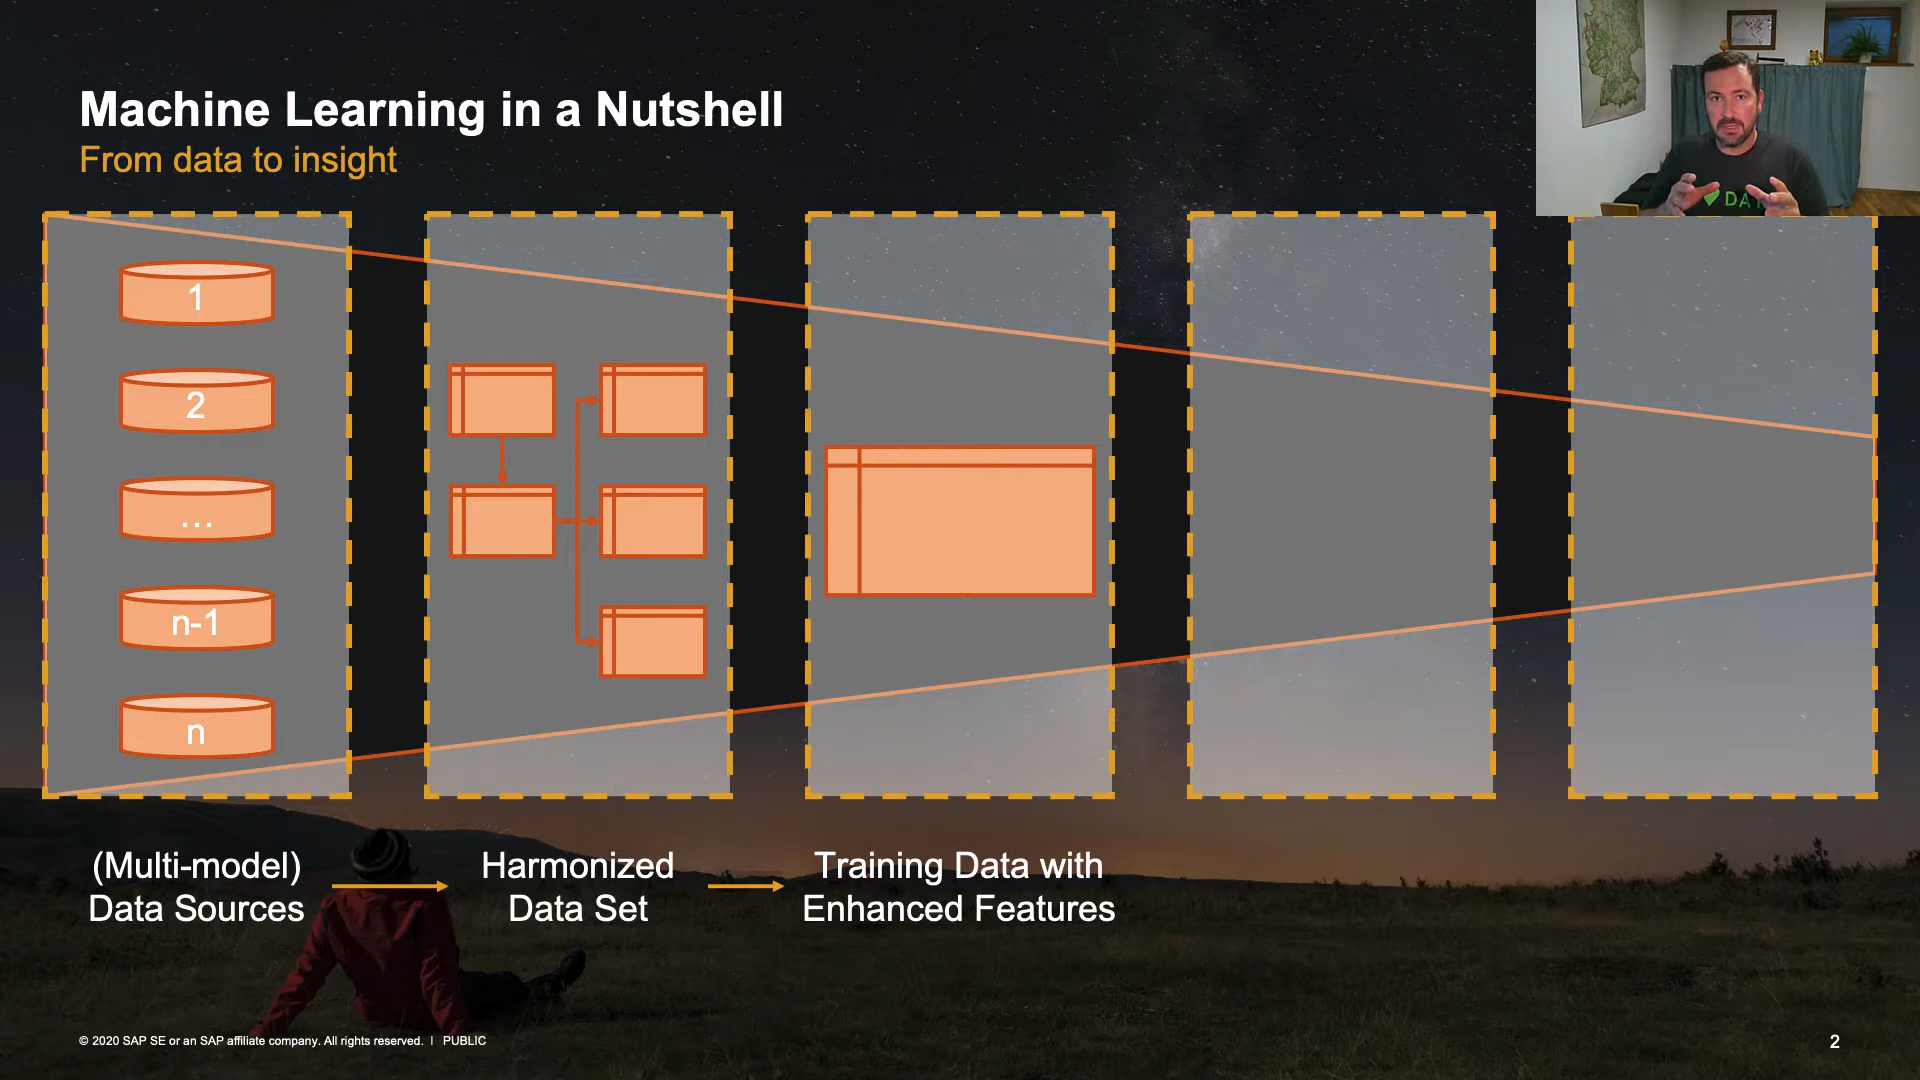 Machine Learning in a Nutshell
From data to insight
DA
1
2
...
n-1
n
(Multi-model)
Data Sources
Harmonized
Data Set
Training Data with
Enhanced Features
© 2020 SAP SE or an SAP affiliate company. All rights reserved. | PUBLIC
2